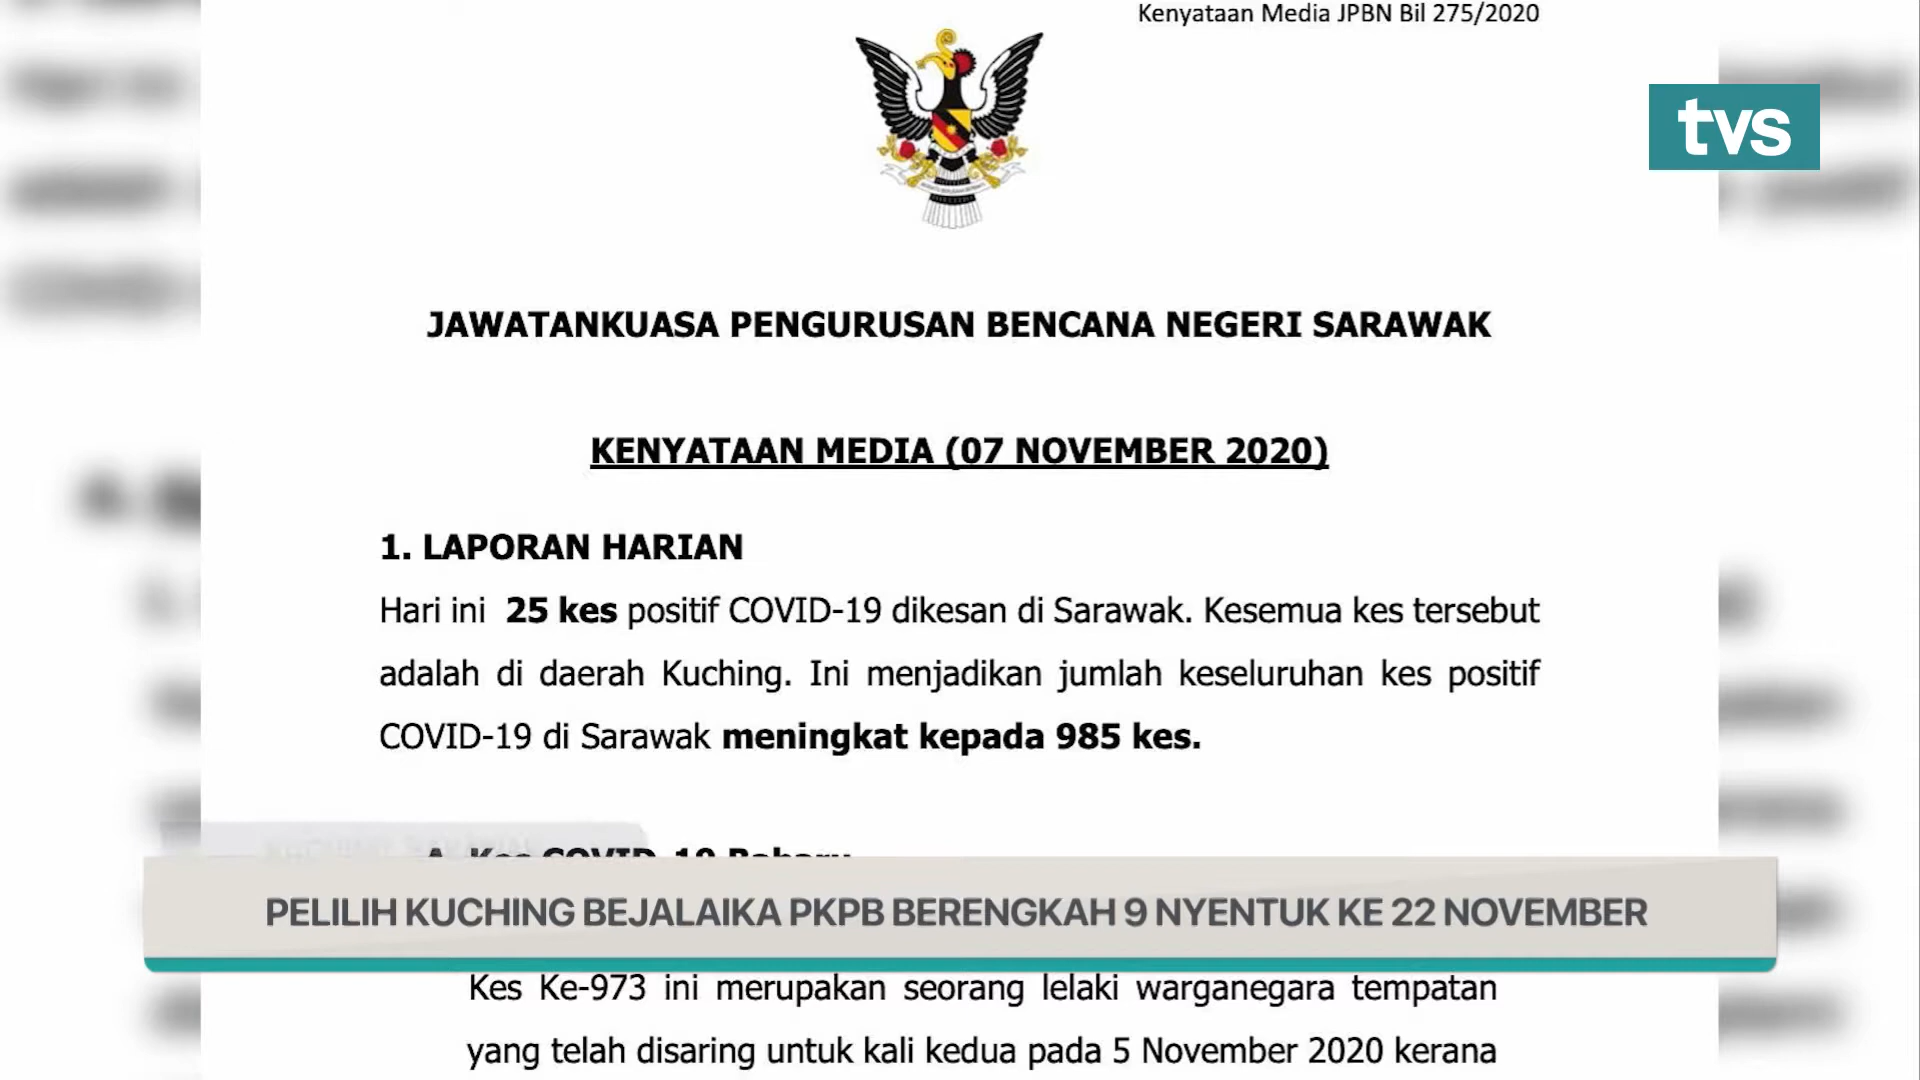 Kenyataan Media JPBN Bil 275/2020
tvs
JAWATANKUASA PENGURUSAN BENCANA NEGERI SARAWAK
KENYATAAN MEDIA (07 NOVEMBER 2020)
1. LAPORAN HARIAN
Hari ini 25 kes positif COVID-19 dikesan di Sarawak. Kesemua kes tersebut
adalah di daerah Kuching. Ini menjadikan jumlah keseluruhan kes positif
COVID-19 di Sarawak meningkat kepada 985 kes.
A. Kes COVID-19 Baharu
PELILIH KUCHING BEJALAIKA PKPB BERENGKAH 9 NYENTUK KE 22 NOVEMBER
Kes Ke-973 ini merupakan seorang lelaki warganegara tempatan
yang telah disaring untuk kali kedua pada 5 November 2020 kerana